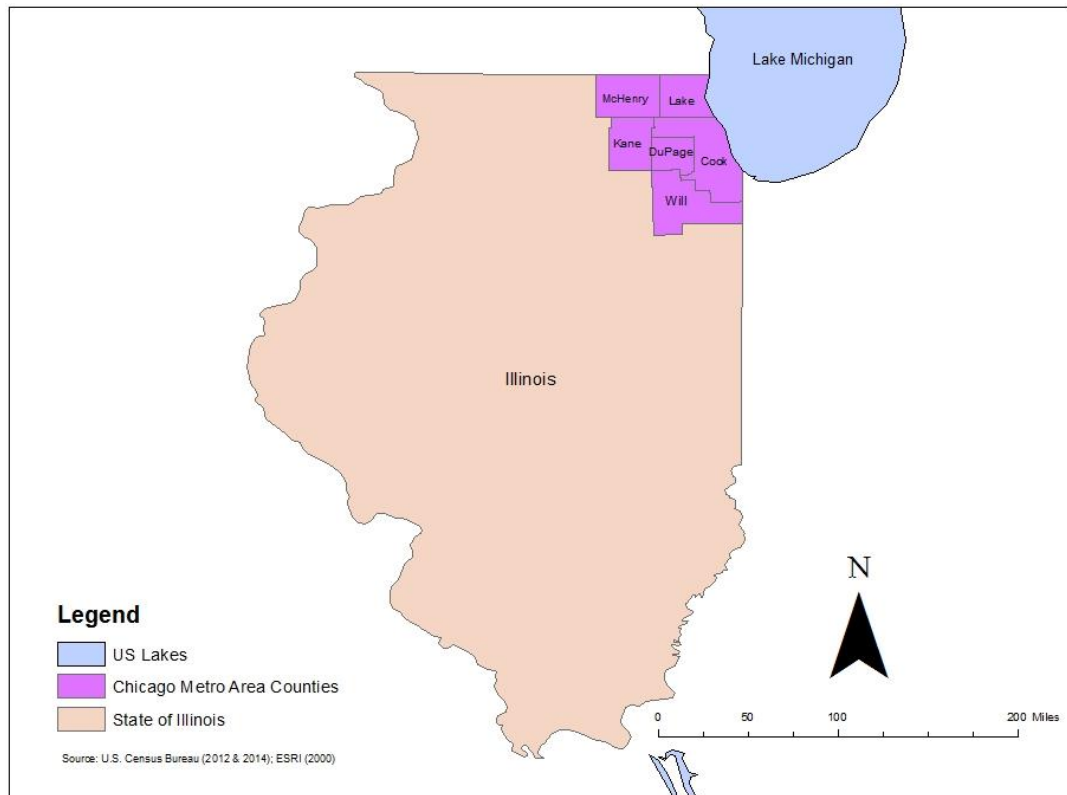 Lake Michigan
McHenry
Lake
Kane
DuPage
Cook
Will
Illinois
N
Legend
US Lakes
Chicago Metro Area Counties
State of Illinois
0 50 100 200 Miles
Source: U.S. Census Bureau (2012 & 2014); ESRI (2000)